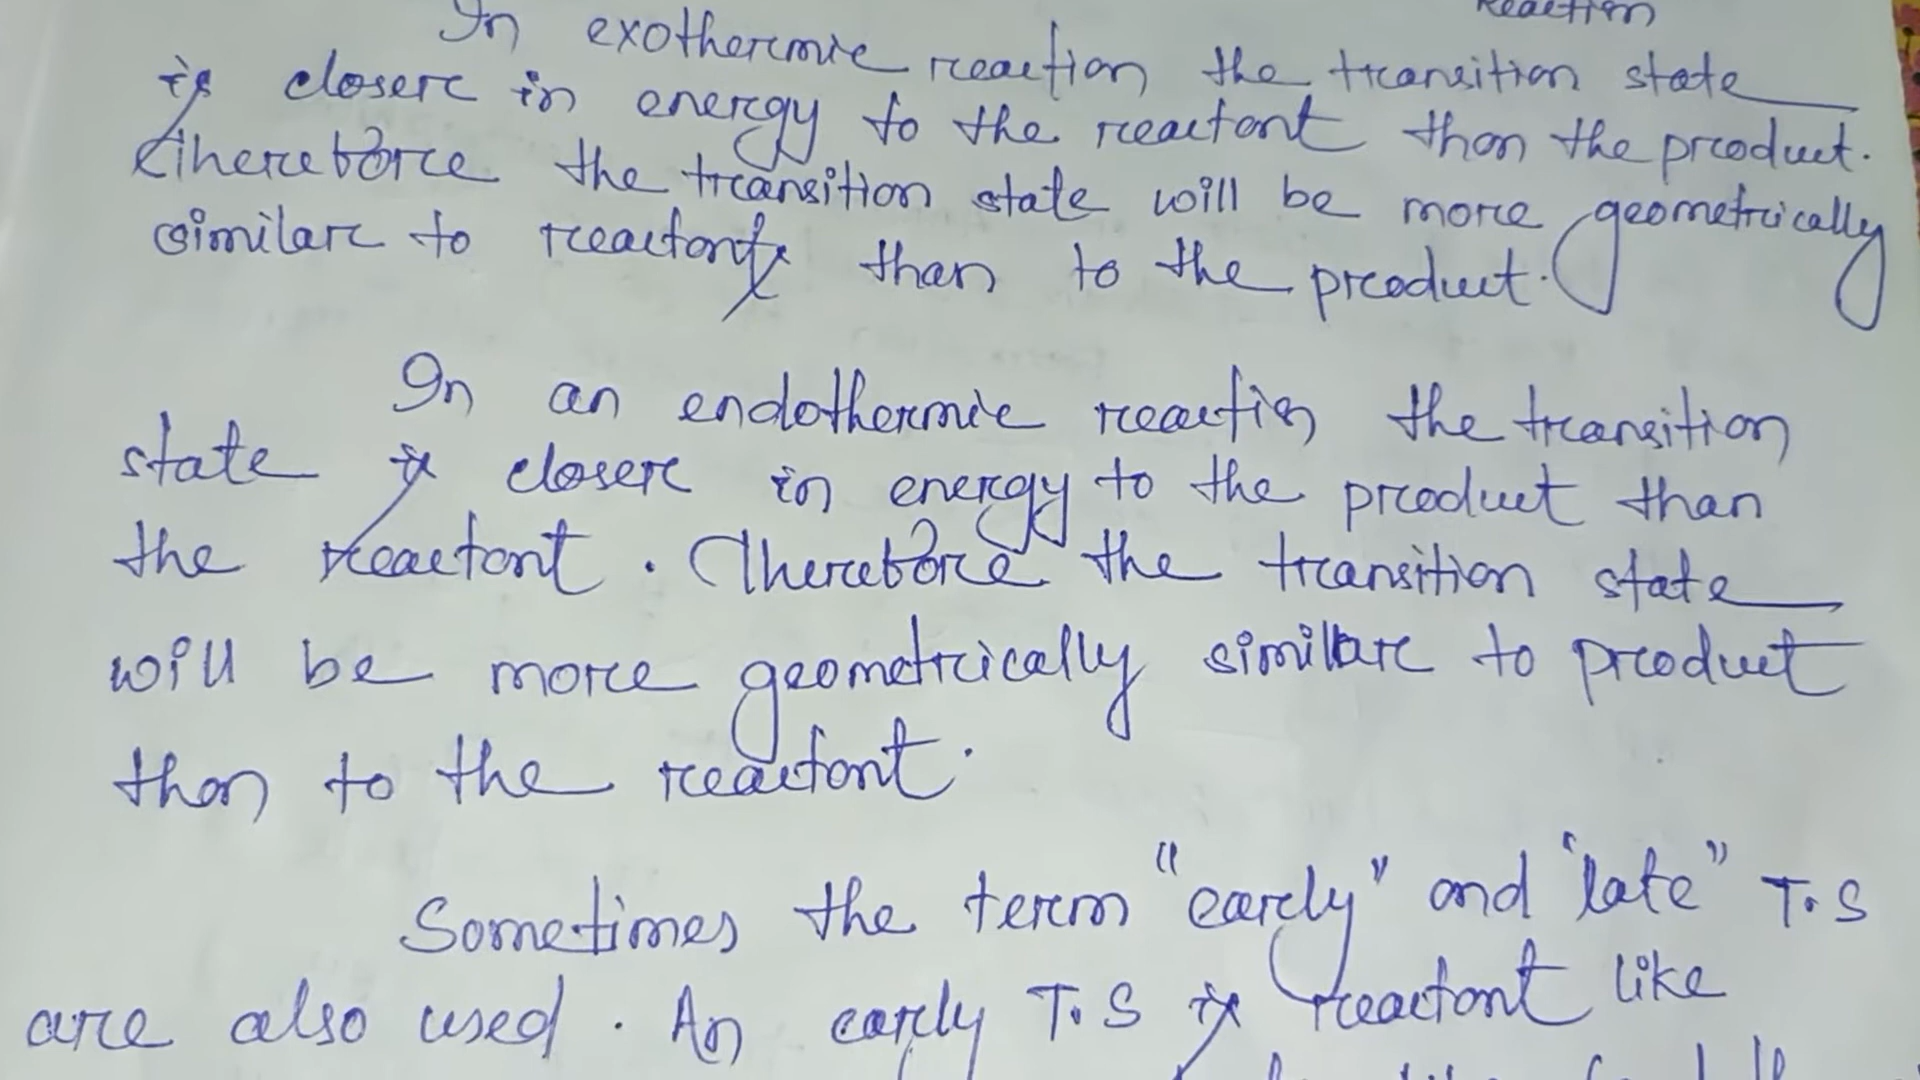 Reaction
In exothermic reaction the transition state
is closer in energy to the reactant than the product.
Therefore the transition state will be more geometrically
similar to reactant than to the product.
In an endothermic reaction the transition
state is closer in energy to the product than
the reactant. Therefore the transition state
will be more geometrically similar to product
than to the reactant.
Sometimes the term "early" and "late" T.S
are also used. An early T.S is reactant like